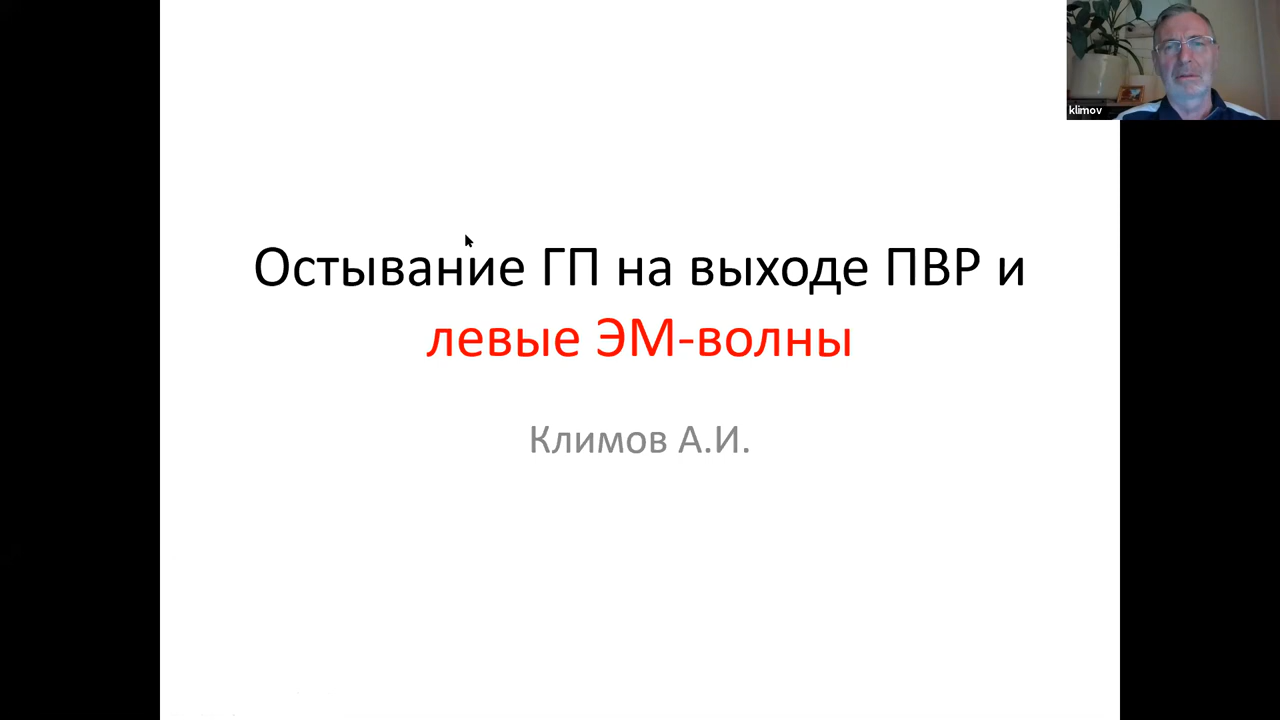 klimov
Остывание ГП на выходе ПВР и
левые ЭМ-волны
Климов А.И.